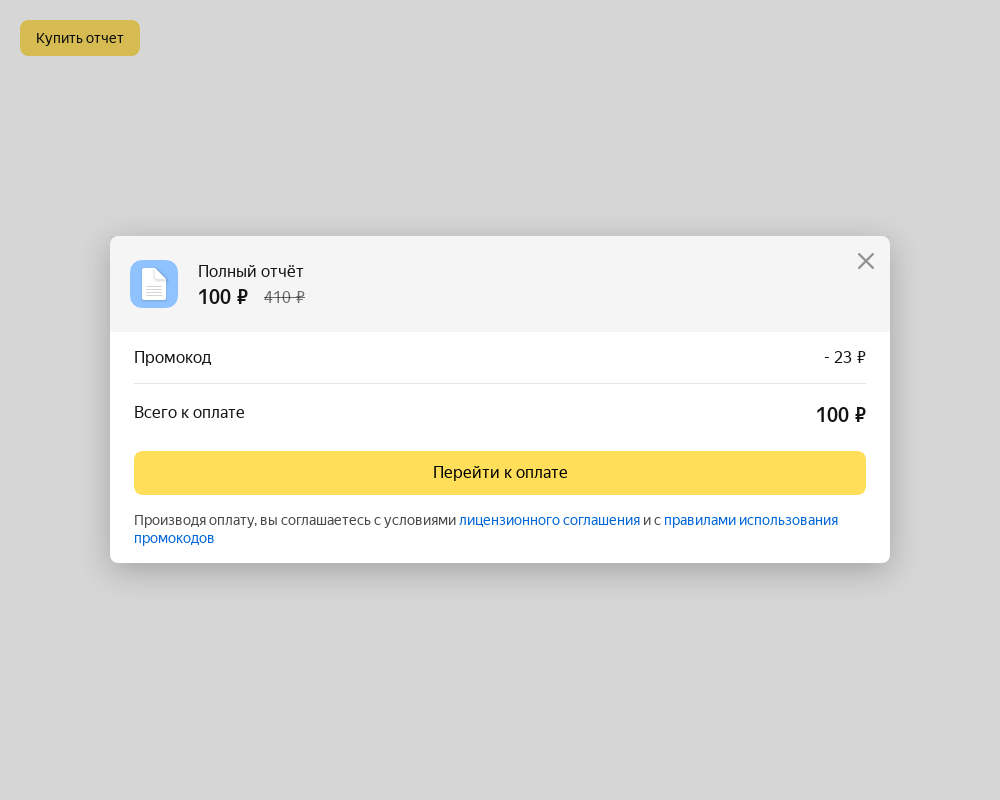 Купить отчет
Полный отчёт
100 ₽ 410 ₽
Промокод - 23 ₽
Всего к оплате 100 ₽
Перейти к оплате
Производя оплату, вы соглашаетесь с условиями лицензионного соглашения и с правилами использования
промокодов